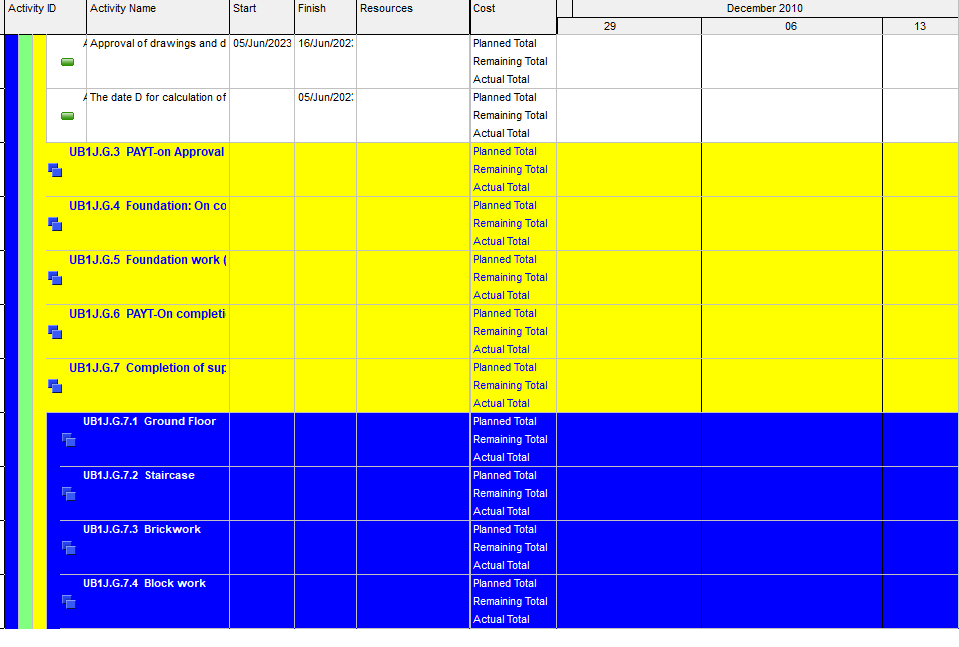 Activity ID Activity Name Start Finish Resources Cost December 2010
29 06 13
Approval of drawings and d 05/Jun/2023 16/Jun/202 Planned Total
Remaining Total
Actual Total
The date D for calculation of 05/Jun/202 Planned Total
Remaining Total
Actual Total
UB1J.G.3 PAYT-on Approval Planned Total
Remaining Total
Actual Total
UB1J.G.4 Foundation: On co Planned Total
Remaining Total
Actual Total
UB1J.G.5 Foundation work ( Planned Total
Remaining Total
Actual Total
UB1J.G.6 PAYT-On completi Planned Total
Remaining Total
Actual Total
UB1J.G.7 Completion of sup Planned Total
Remaining Total
Actual Total
UB1J.G.7.1 Ground Floor Planned Total
Remaining Total
Actual Total
UB1J.G.7.2 Staircase Planned Total
Remaining Total
Actual Total
UB1J.G.7.3 Brickwork Planned Total
Remaining Total
Actual Total
UB1J.G.7.4 Block work Planned Total
Remaining Total
Actual Total